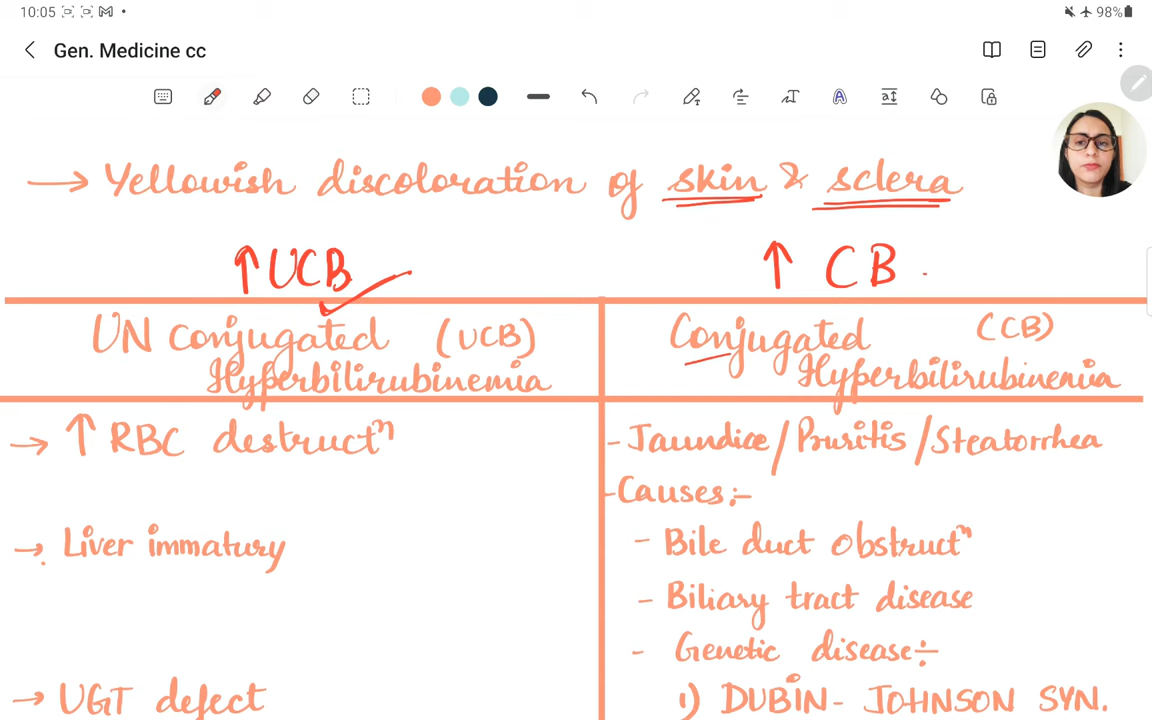 10:05
98%
Gen. Medicine cc
→ Yellowish discoloration of skin & sclera
↑ UCB
↑ CB
UN Conjugated (UCB)
Hyperbilirubinemia
→ ↑ RBC destructⁿ
→ Liver immatury
→ UGT defect
Conjugated (CB)
Hyperbilirubinemia
- Jaundice/Pruritis/Steatorrhea
- Causes:-
- Bile duct obstructⁿ
- Biliary tract disease
- Genetic disease÷
1) DUBIN-JOHNSON SYN.